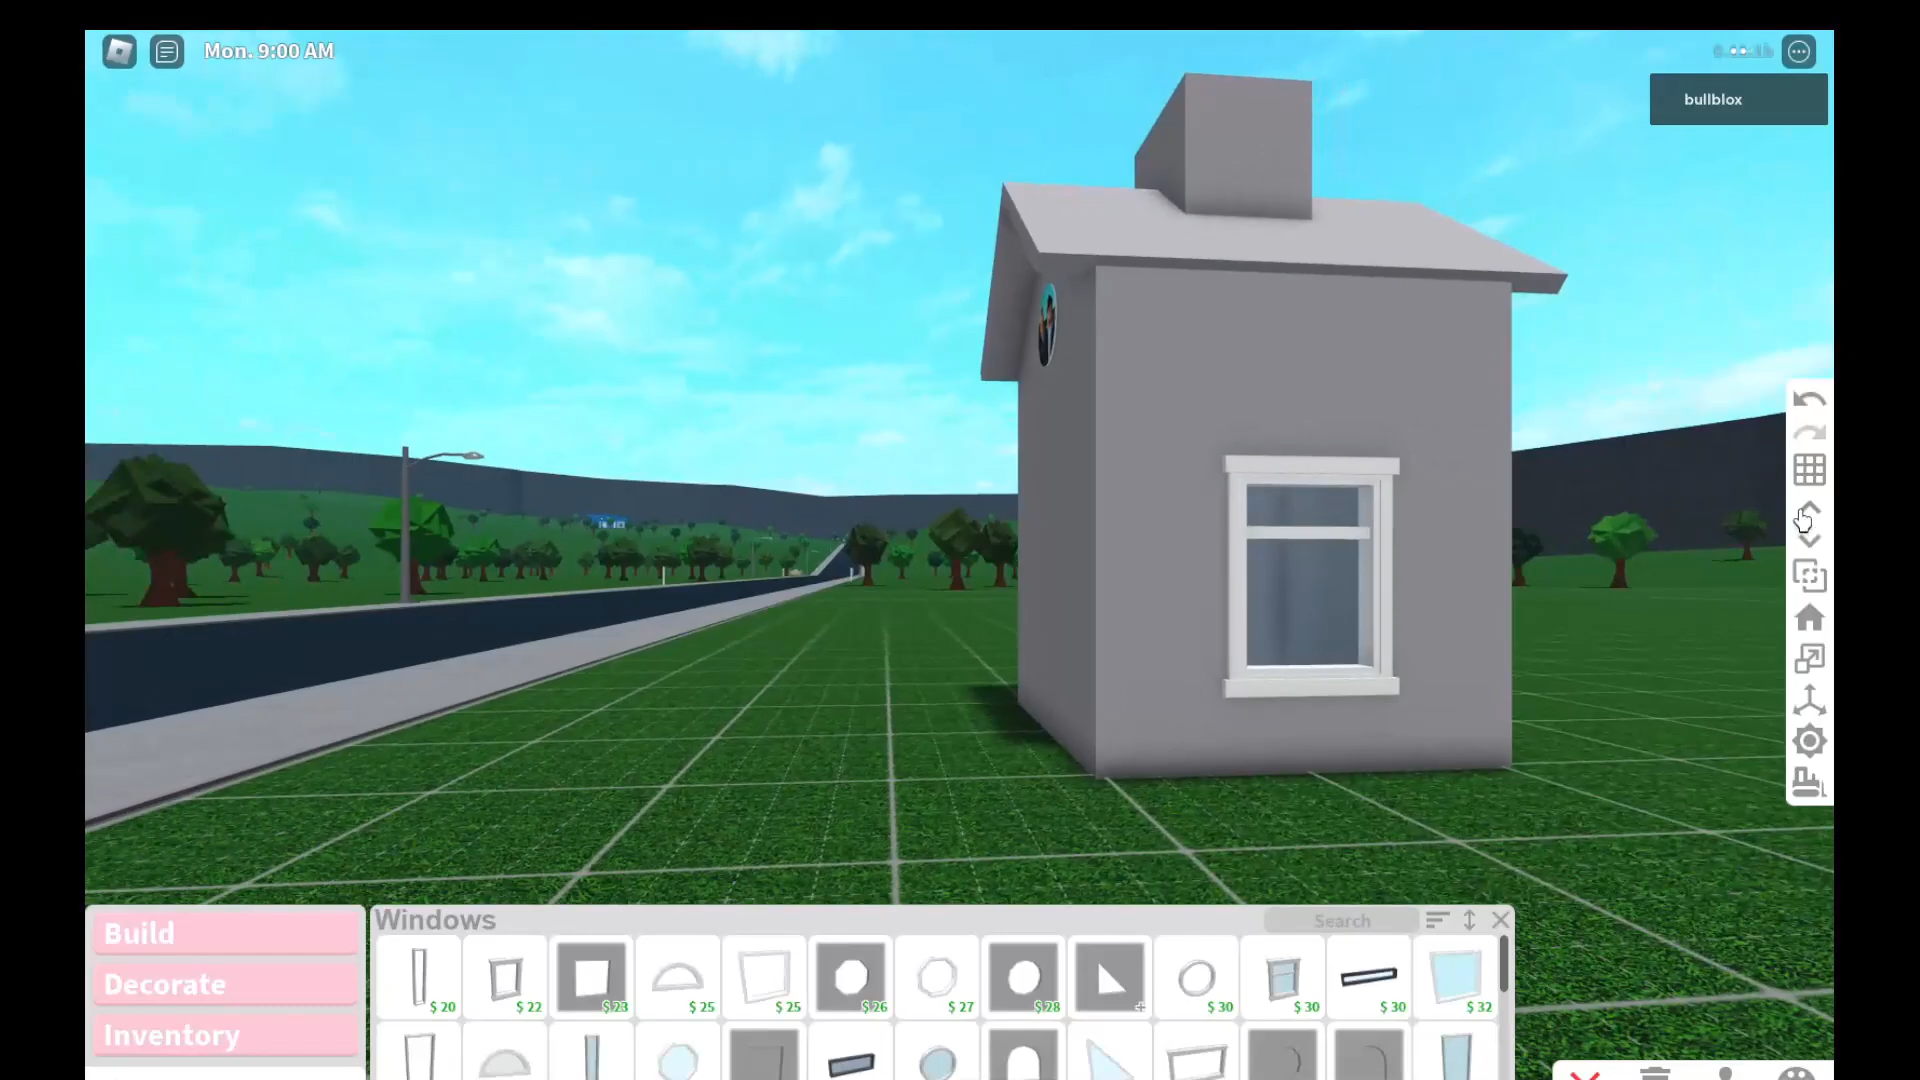 Mon. 9:00 AM
bullblox
Build
Decorate
Inventory
Windows
Search
$ 20
$ 22
$ 23
$ 25
$ 25
$ 26
$ 27
$ 28
$ 30
$ 30
$ 30
$ 32